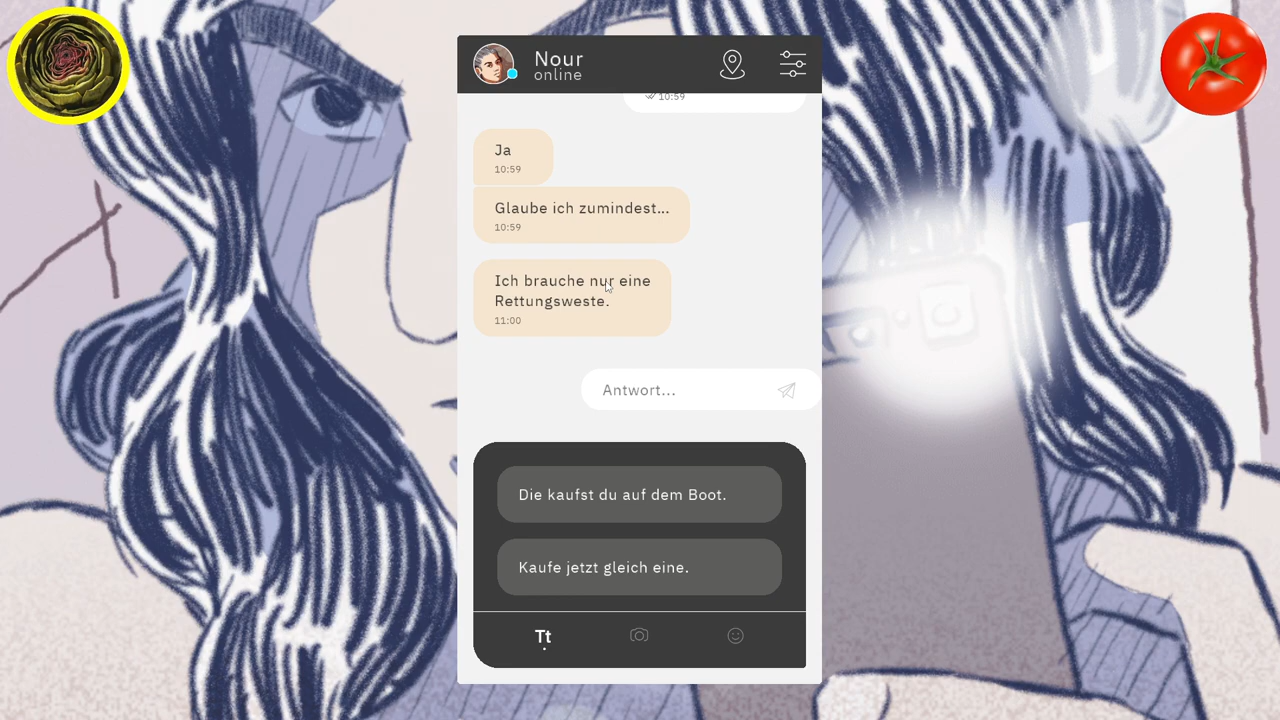 Nour
online
10:59
Ja
10:59
Glaube ich zumindest...
10:59
Ich brauche nur eine
Rettungsweste.
11:00
Antwort...
Die kaufst du auf dem Boot.
Kaufe jetzt gleich eine.
Tt